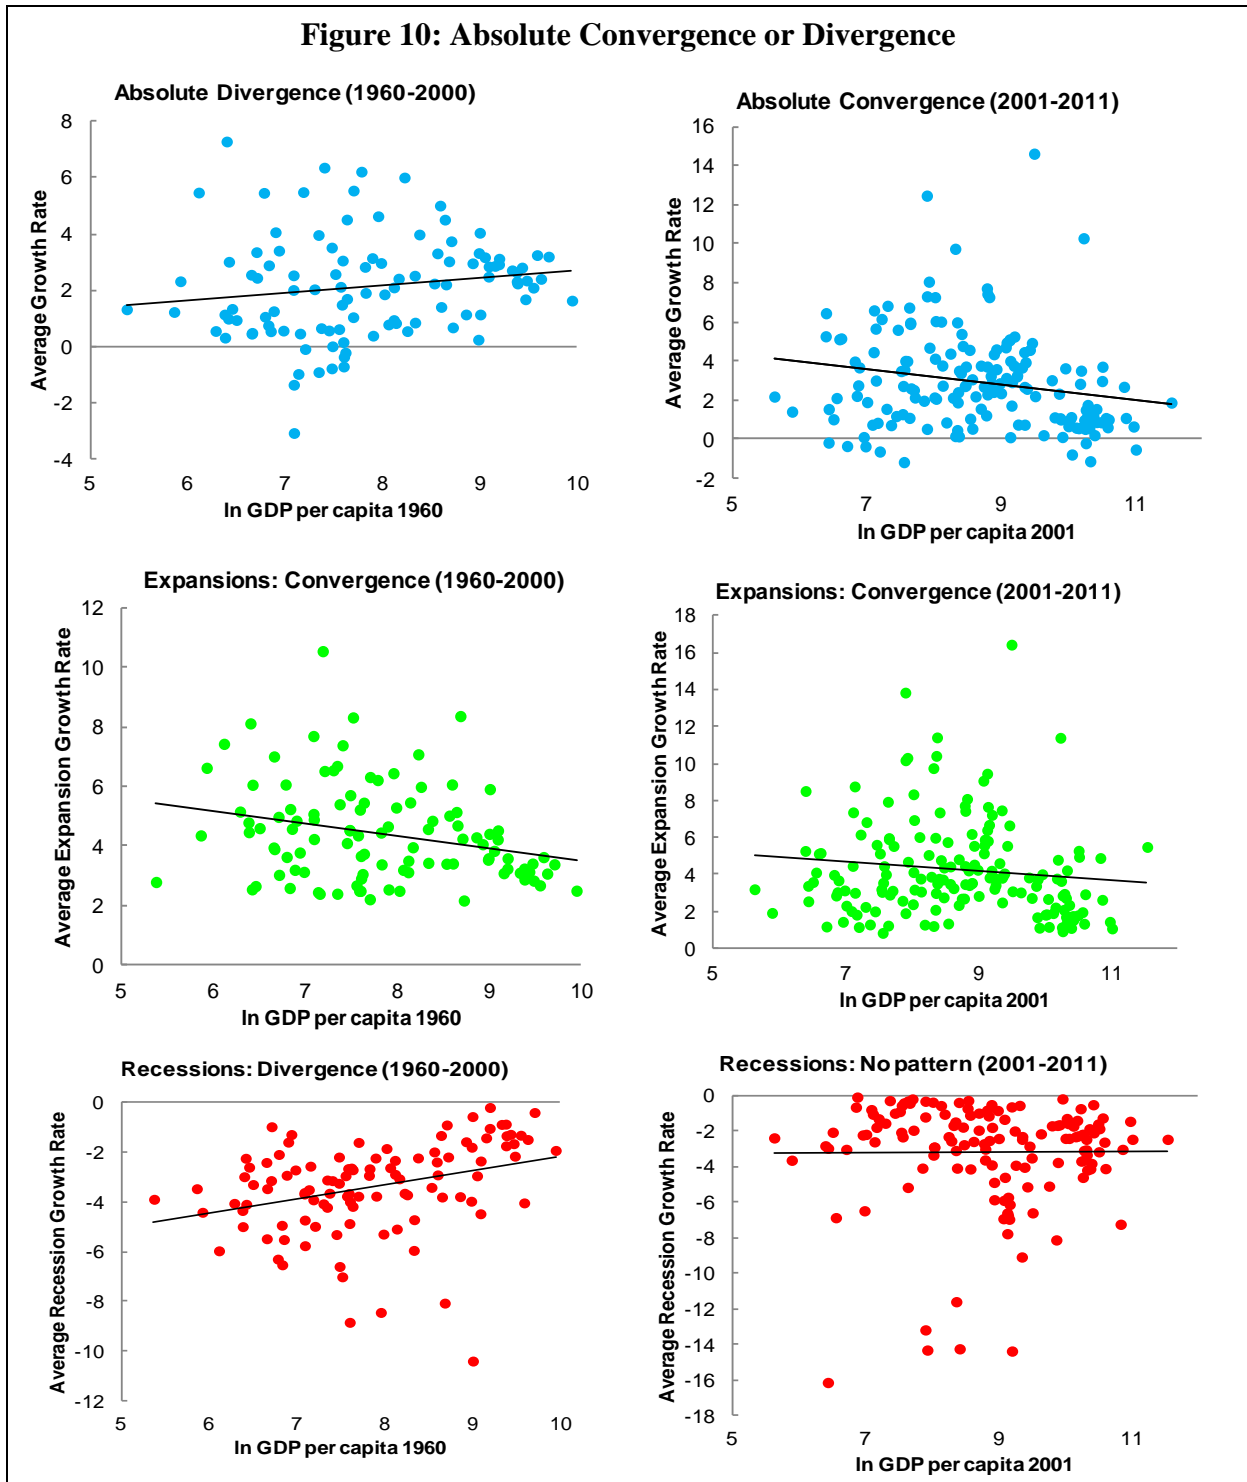 Figure 10: Absolute Convergence or Divergence
Absolute Divergence (1960-2000)
Average Growth Rate
8
6
4
2
0
-2
-4
5 6 7 8 9 10
ln GDP per capita 1960
Absolute Convergence (2001-2011)
Average Growth Rate
16
14
12
10
8
6
4
2
0
-2
5 7 9 11
ln GDP per capita 2001
Expansions: Convergence (1960-2000)
Average Expansion Growth Rate
12
10
8
6
4
2
0
5 6 7 8 9 10
ln GDP per capita 1960
Expansions: Convergence (2001-2011)
Average Expansion Growth Rate
18
16
14
12
10
8
6
4
2
0
5 7 9 11
ln GDP per capita 2001
Recessions: Divergence (1960-2000)
Average Recession Growth Rate
0
-2
-4
-6
-8
-10
-12
5 6 7 8 9 10
ln GDP per capita 1960
Recessions: No pattern (2001-2011)
Average Recession Growth Rate
0
-2
-4
-6
-8
-10
-12
-14
-16
-18
5 7 9 11
ln GDP per capita 2001